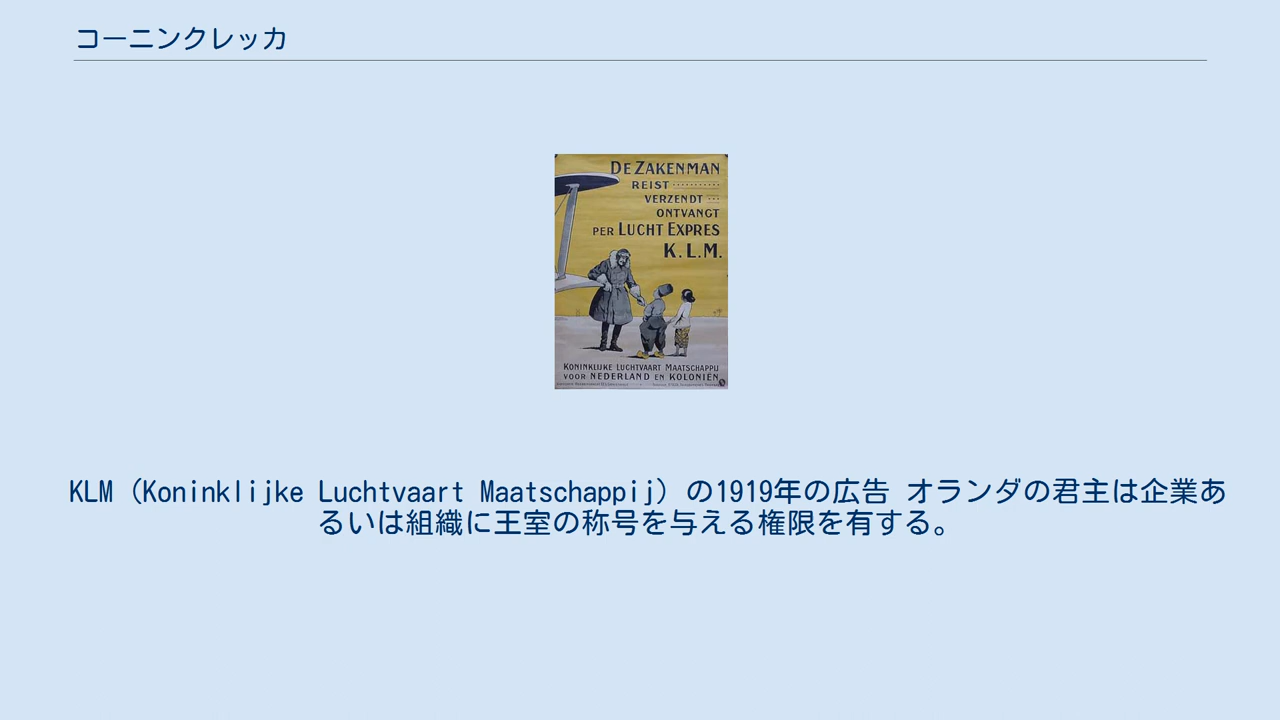 コーニンクレッカ
DE ZAKENMAN
REIST
VERZENDT
ONTVANGT
PER LUCHT EXPRES
K.L.M.
KONINKLIJKE LUCHTVAART MAATSCHAPPIJ
VOOR NEDERLAND EN KOLONIËN
KLM (Koninklijke Luchtvaart Maatschappij) の1919年の広告 オランダの君主は企業あ
るいは組織に王室の称号を与える権限を有する。